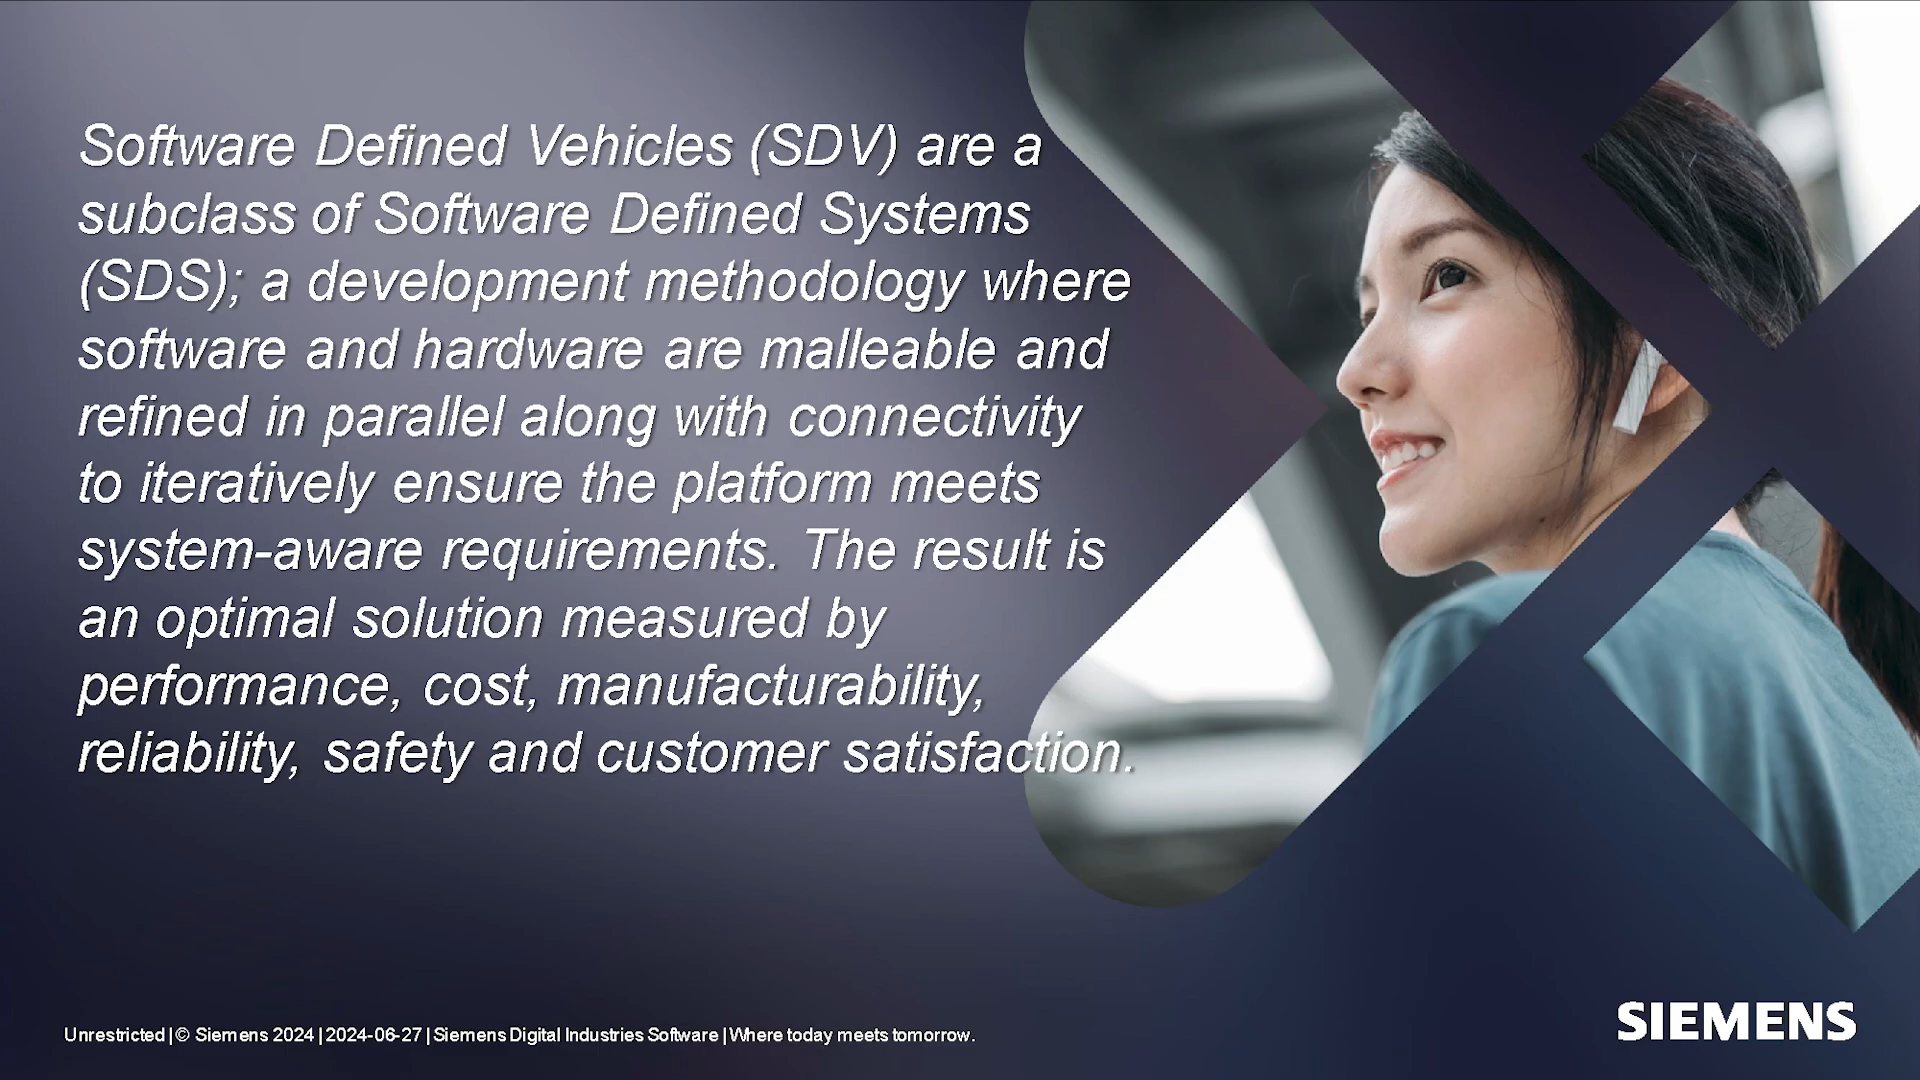 Software Defined Vehicles (SDV) are a
subclass of Software Defined Systems
(SDS); a development methodology where
software and hardware are malleable and
refined in parallel along with connectivity
to iteratively ensure the platform meets
system-aware requirements. The result is
an optimal solution measured by
performance, cost, manufacturability,
reliability, safety and customer satisfaction.
Unrestricted | © Siemens 2024 | 2024-06-27 | Siemens Digital Industries Software | Where today meets tomorrow.
SIEMENS